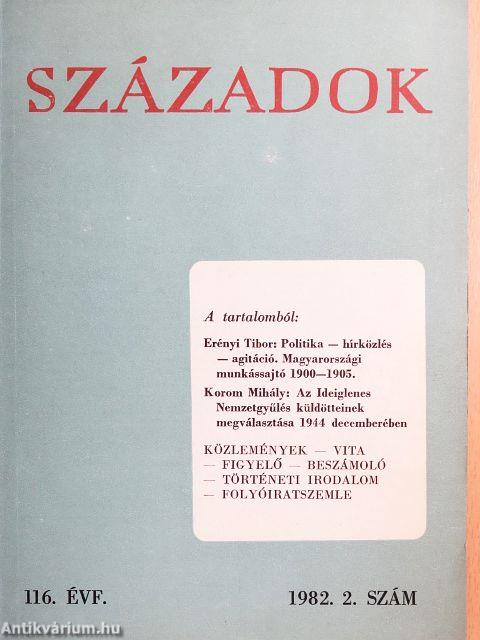 SZÁZADOK
A tartalomból:
Erényi Tibor: Politika — hírközlés
— agitáció. Magyarországi
munkássajtó 1900—1905.
Korom Mihály: Az Ideiglenes
Nemzetgyűlés küldötteinek
megválasztása 1944 decemberében
KÖZLEMÉNYEK — VITA
— FIGYELŐ — BESZÁMOLÓ
— TÖRTÉNETI IRODALOM
— FOLYÓIRATSZEMLE
116. ÉVF. 1982. 2. SZÁM
Antikvárium.hu